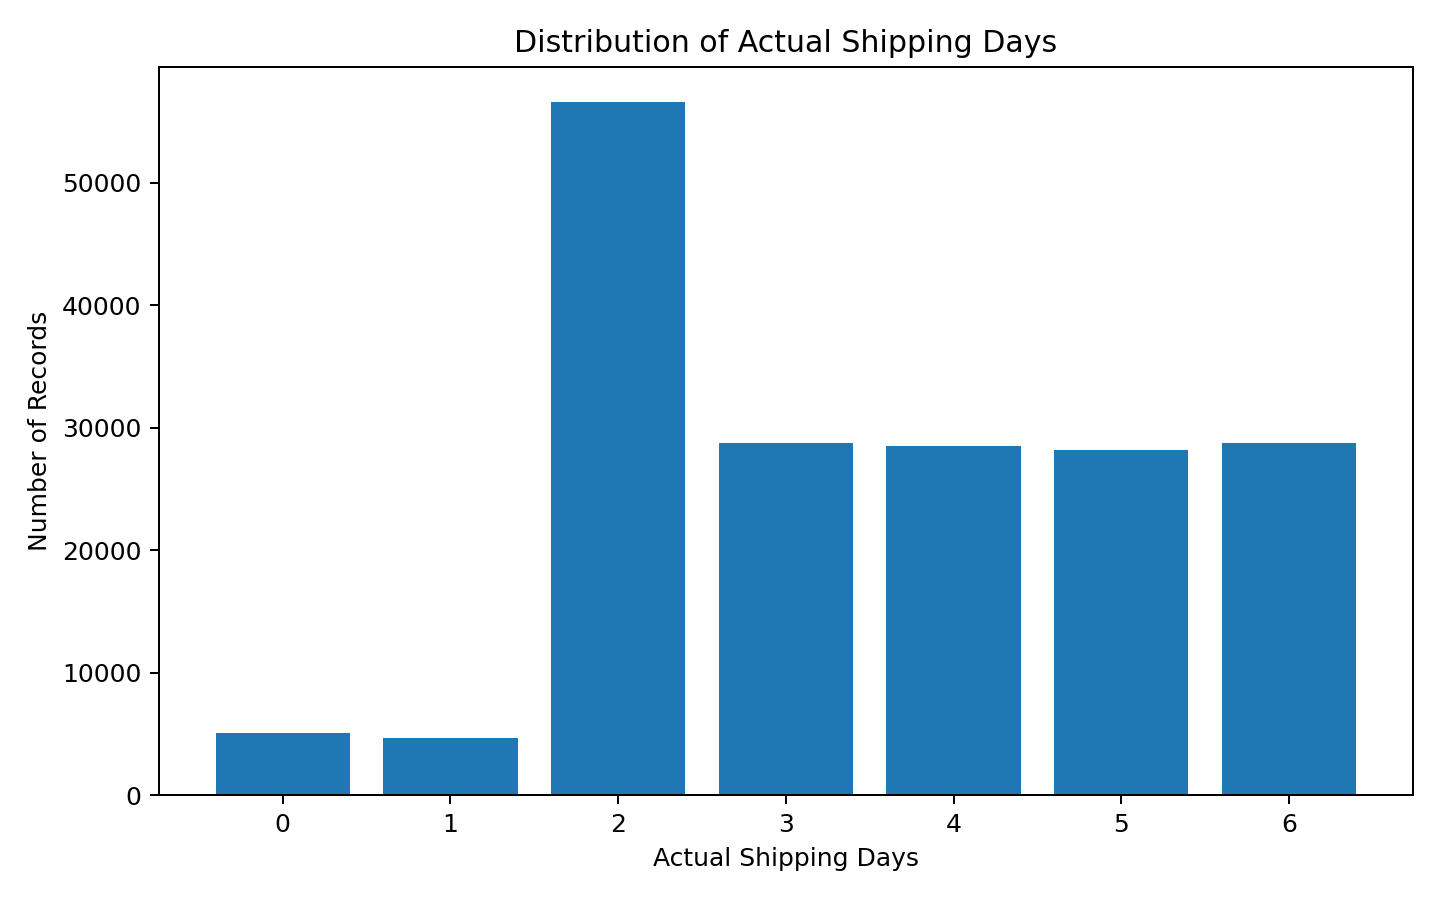 Distribution of Actual Shipping Days
Number of Records
50000
40000
30000
20000
10000
0
0 1 2 3 4 5 6
Actual Shipping Days